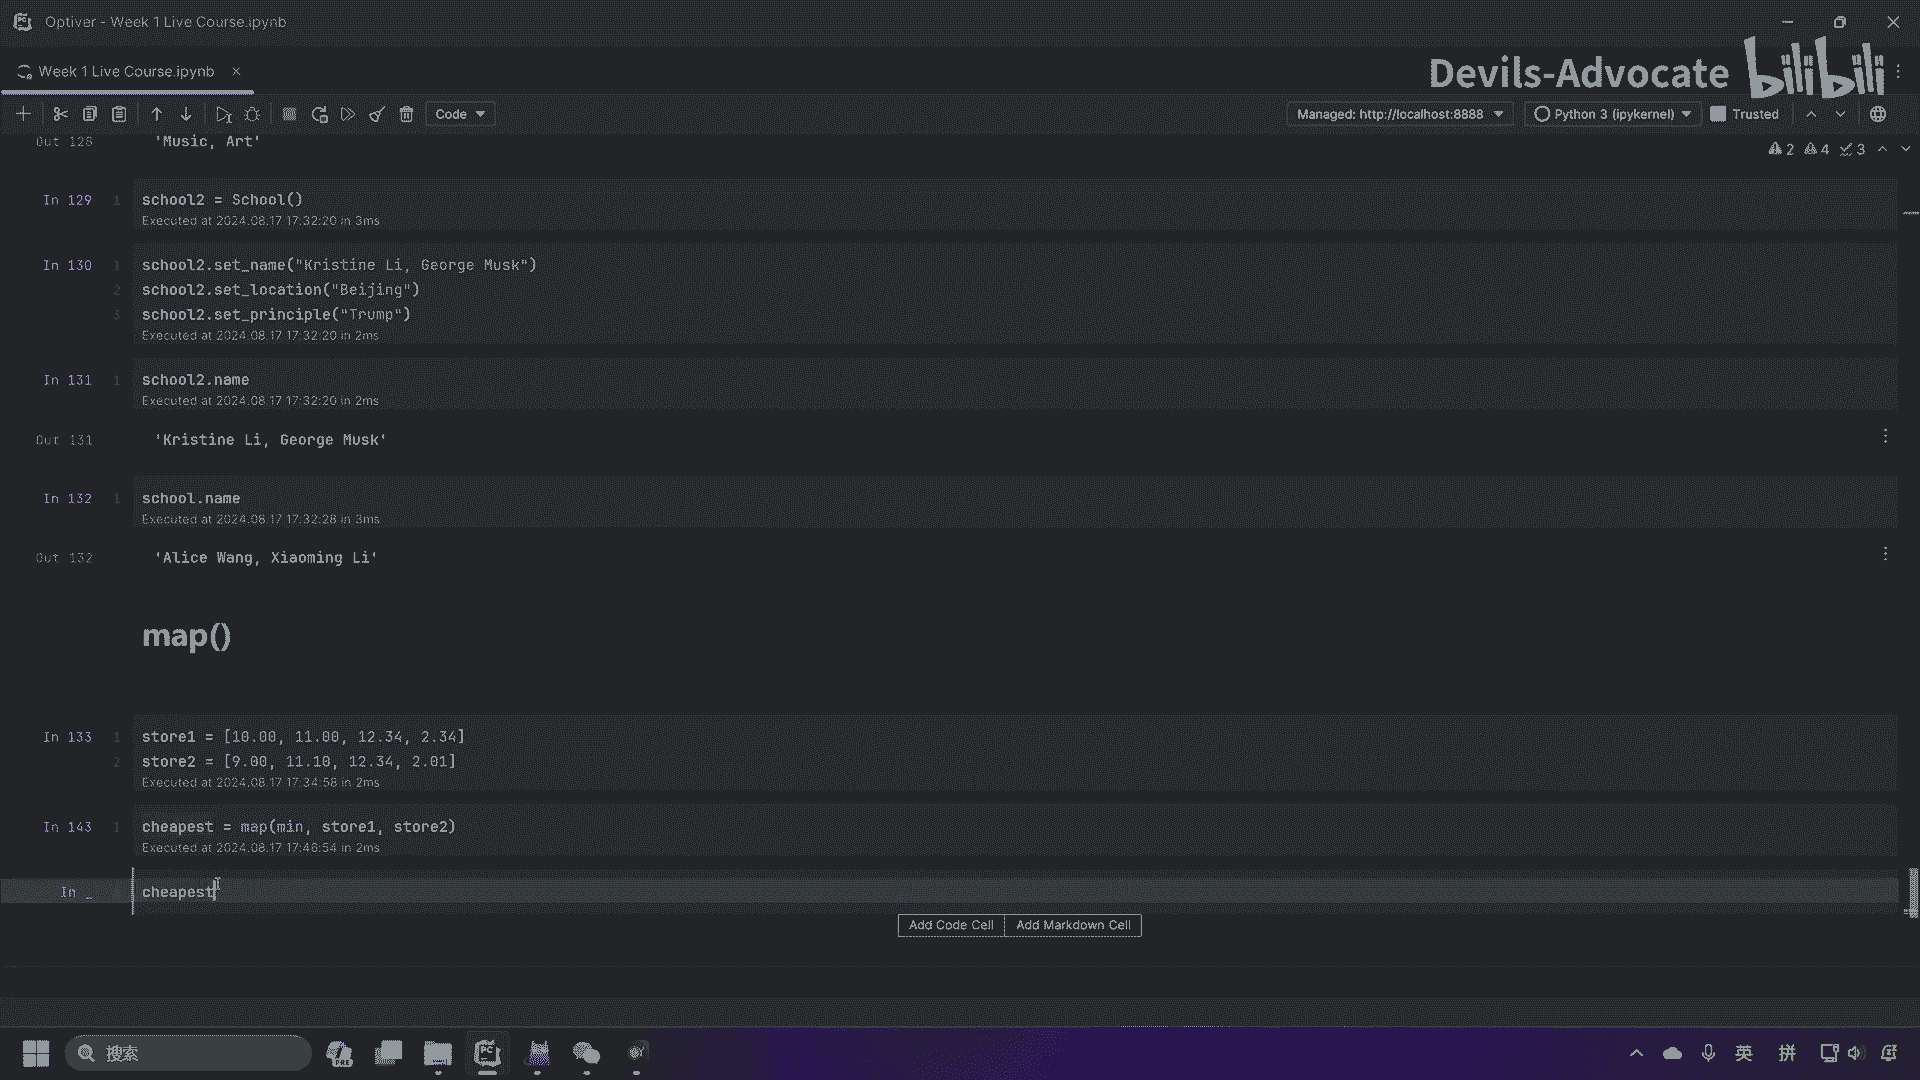 Optiver - Week 1 Live Course.ipynb
Week 1 Live Course.ipynb
Devils-Advocate bilibili
Code
Managed: http://localhost:8888
Python 3 (ipykernel)
Trusted
Out 128 'Music, Art'
2 4 3
In 129 1 school2 = School()
Executed at 2024.08.17 17:32:20 in 3ms
In 130 1 school2.set_name("Kristine Li, George Musk")
2 school2.set_location("Beijing")
3 school2.set_principle("Trump")
Executed at 2024.08.17 17:32:20 in 2ms
In 131 1 school2.name
Executed at 2024.08.17 17:32:20 in 2ms
Out 131 'Kristine Li, George Musk'
In 132 1 school.name
Executed at 2024.08.17 17:32:28 in 3ms
Out 132 'Alice Wang, Xiaoming Li'
map()
In 133 1 store1 = [10.00, 11.00, 12.34, 2.34]
2 store2 = [9.00, 11.10, 12.34, 2.01]
Executed at 2024.08.17 17:34:58 in 2ms
In 143 1 cheapest = map(min, store1, store2)
Executed at 2024.08.17 17:46:54 in 2ms
In _ cheapest
Add Code Cell Add Markdown Cell
搜索
英 拼